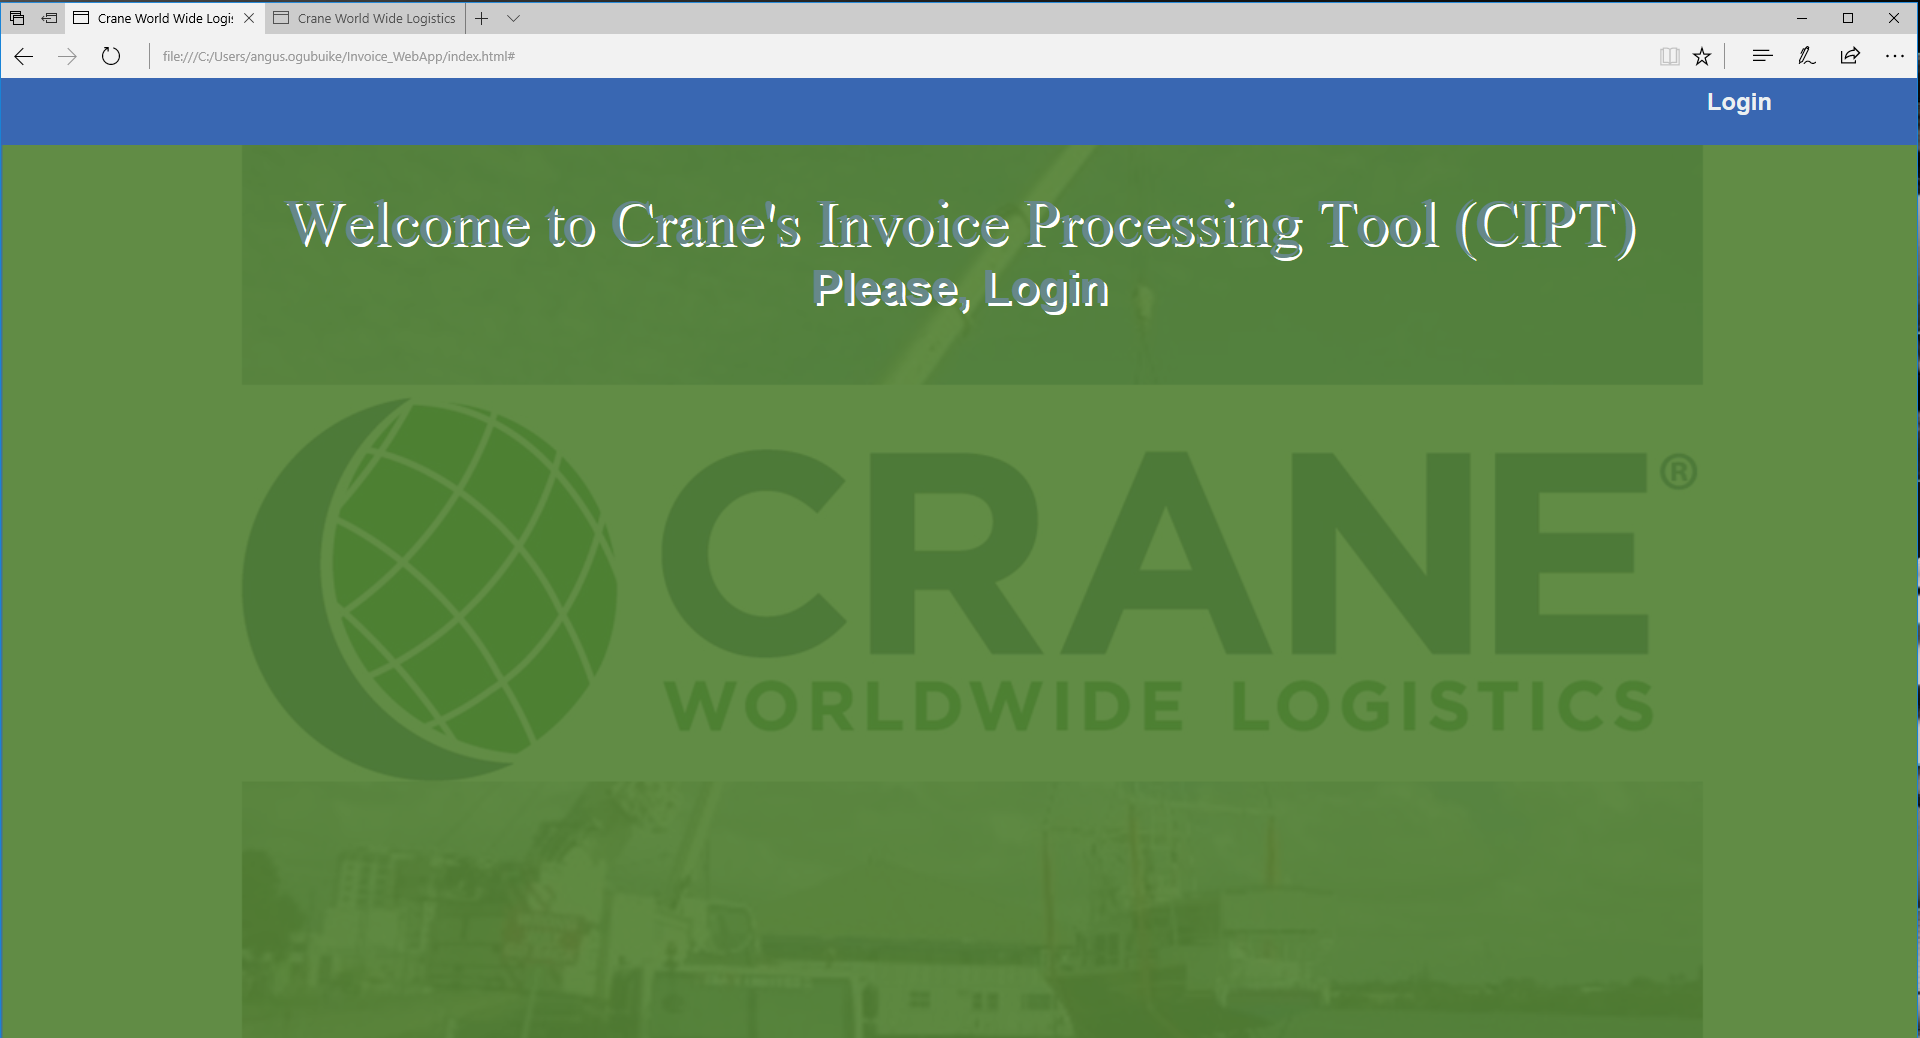 Crane World Wide Logis
Crane World Wide Logistics
file:///C:/Users/angus.ogubuike/Invoice_WebApp/index.html#
Login
Welcome to Crane's Invoice Processing Tool (CIPT)
Please, Login
CRANE®
WORLDWIDE LOGISTICS